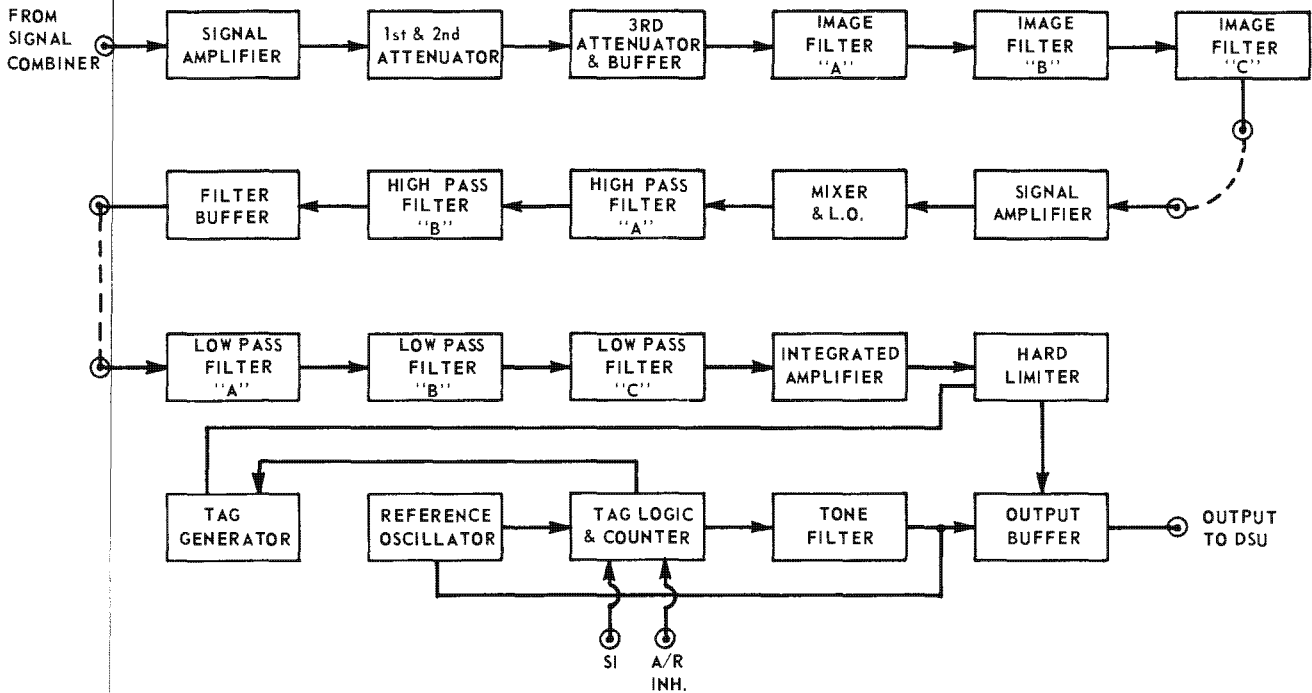 FROM
SIGNAL
COMBINER
SIGNAL
AMPLIFIER
1st & 2nd
ATTENUATOR
3RD
ATTENUATOR
& BUFFER
IMAGE
FILTER
"A"
IMAGE
FILTER
"B"
IMAGE
FILTER
"C"
FILTER
BUFFER
HIGH PASS
FILTER
"B"
HIGH PASS
FILTER
"A"
MIXER
& L.O.
SIGNAL
AMPLIFIER
LOW PASS
FILTER
"A"
LOW PASS
FILTER
"B"
LOW PASS
FILTER
"C"
INTEGRATED
AMPLIFIER
HARD
LIMITER
TAG
GENERATOR
REFERENCE
OSCILLATOR
TAG LOGIC
& COUNTER
TONE
FILTER
OUTPUT
BUFFER
OUTPUT
TO DSU
SI
A/R
INH.